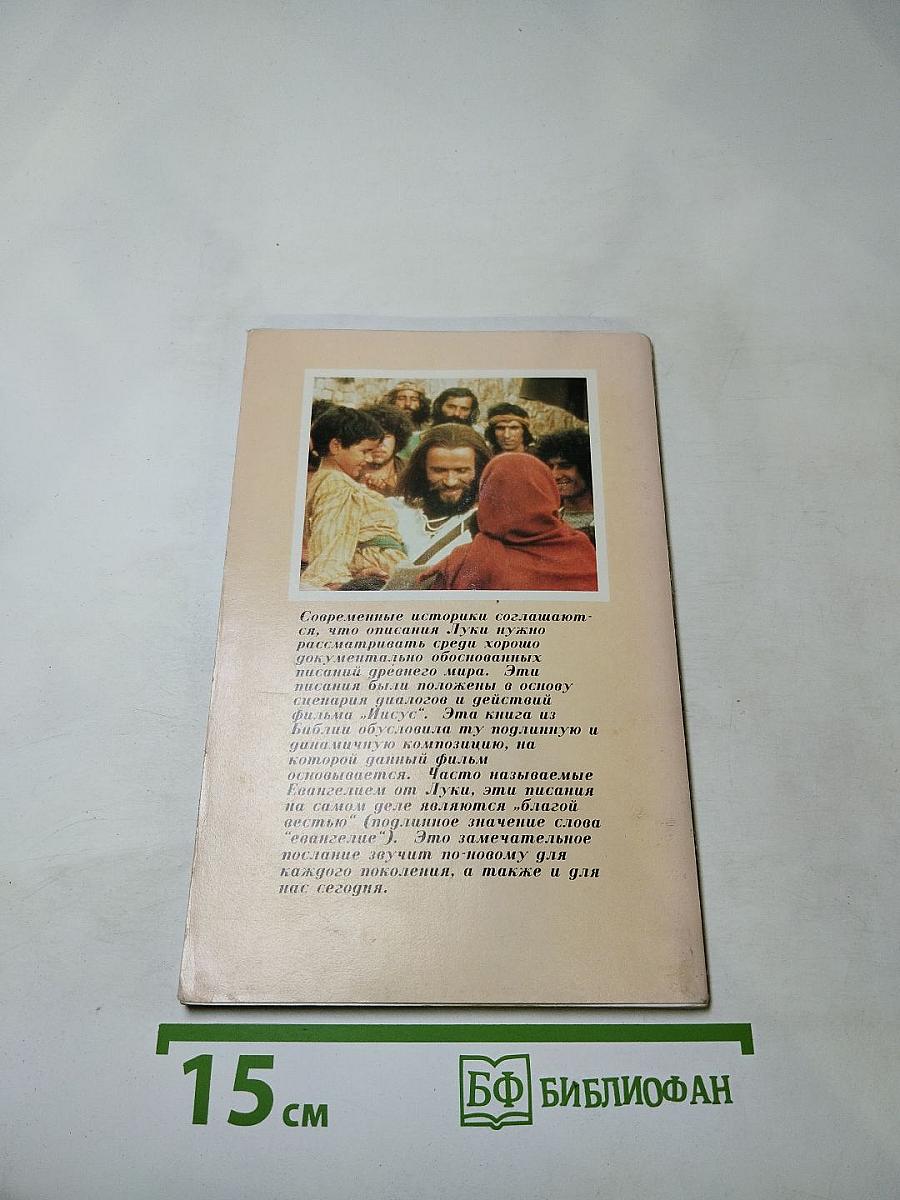 Современные историки соглашают-
ся, что описания Луки нужно
рассматривать среди хорошо
документально обоснованных
писаний древнего мира. Эти
писания были положены в основу
сценария диалогов и действий
фильма „Иисус“. Эта книга из
Библии обусловила ту подлинную и
данамичную композицию, на
которой данный фильм
основывается. Часто называемые
Евангелием от Луки, эти писания
на самом деле являются „благой
вестью“ (подлинное значение слова
“евангелие“). Это замечательное
послание звучит по-новому для
каждого поколения, а также и для
нас сегодня.
15 см
БФ БИБЛИОФАН